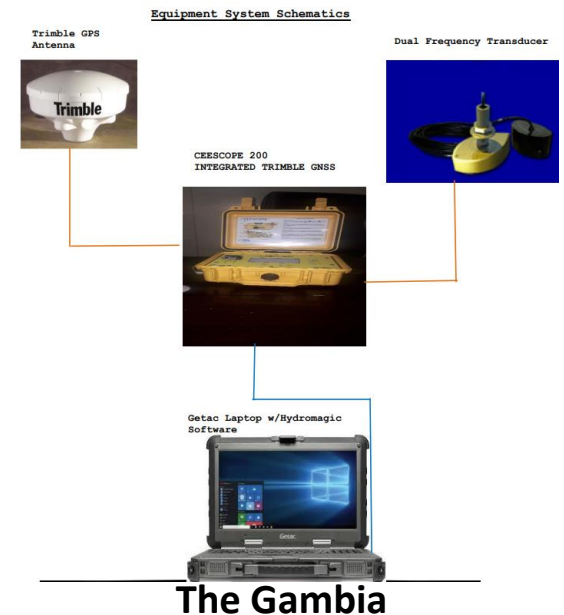 Equipment System Schematics
Trimble GPS
Antenna
Dual Frequency Transducer
Trimble
CEESCOPE 200
INTEGRATED TRIMBLE GNSS
Getac Laptop w/Hydromagic
Software
Getac
The Gambia